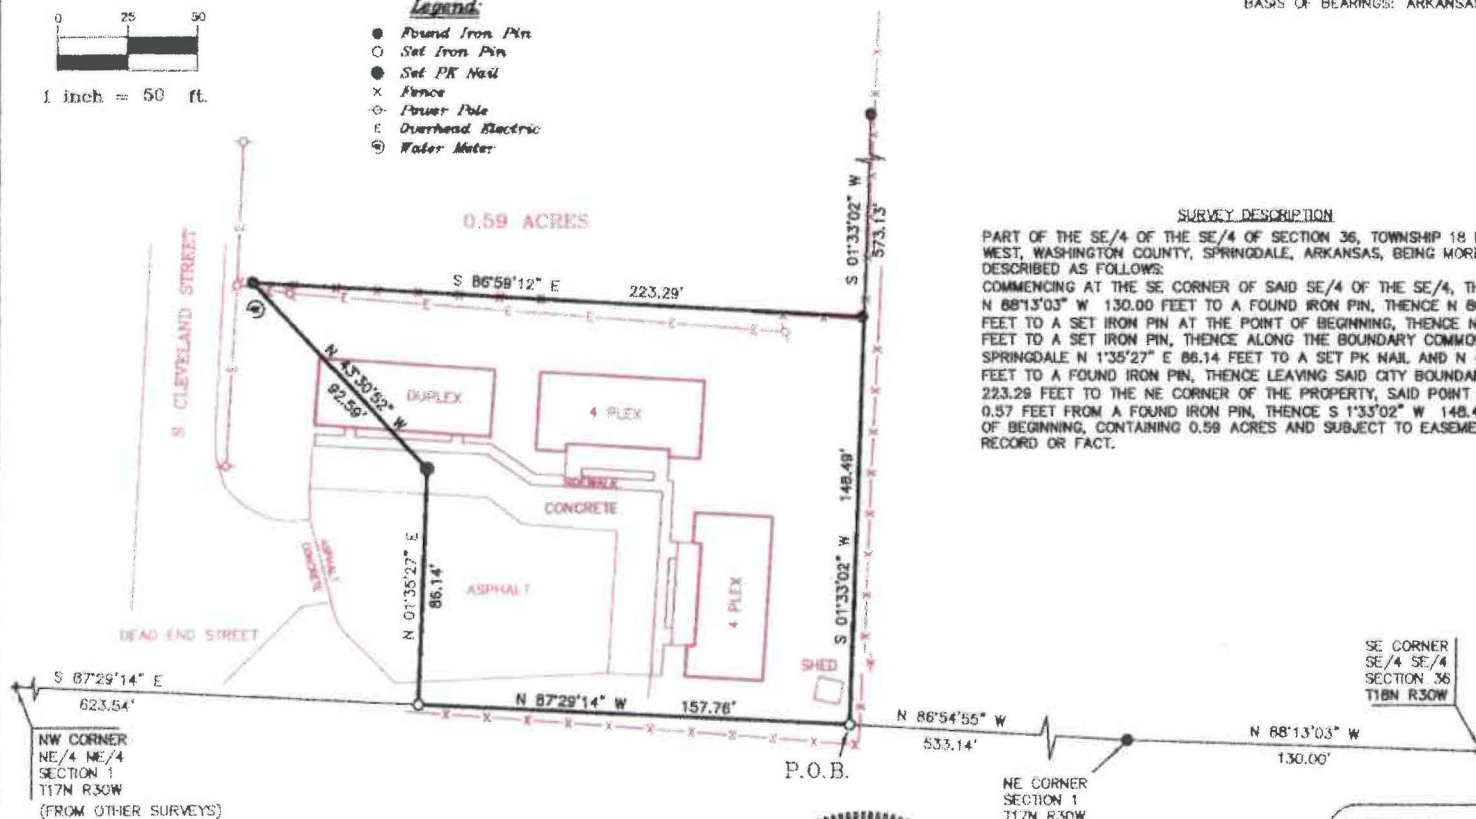 BASIS OF BEARINGS: ARKANSAS
0 25 50
1 inch = 50 ft.
Legend:
Found Iron Pin
Set Iron Pin
Set PK Nail
x Fence
Power Pole
E Overhead Electric
Water Meter
0.59 ACRES
S. CLEVELAND STREET
S 86°59'12" E 223.29'
S 01°33'02" W
573.13'
N 43°30'52" W
92.59'
DUPLEX
4 PLEX
SIDEWALK
CONCRETE
N 01°35'27" E
86.14'
ASPHALT
ASPHALT
CONCRETE
4 PLEX
S 01°33'02" W 148.49'
SHED
DEAD END STREET
S 87°29'14" E
623.54'
N 87°29'14" W 157.76'
N 86°54'55" W
533.14'
N 88°13'03" W
130.00'
P.O.B.
NW CORNER
NE/4 NE/4
SECTION 1
T17N R30W
(FROM OTHER SURVEYS)
NE CORNER
SECTION 1
T17N R30W
SE CORNER
SE/4 SE/4
SECTION 36
T18N R30W
SURVEY DESCRIPTION
PART OF THE SE/4 OF THE SE/4 OF SECTION 36, TOWNSHIP 18
WEST, WASHINGTON COUNTY, SPRINGDALE, ARKANSAS, BEING MORE
DESCRIBED AS FOLLOWS:
COMMENCING AT THE SE CORNER OF SAID SE/4 OF THE SE/4,
N 88°13'03" W 130.00 FEET TO A FOUND IRON PIN, THENCE N
FEET TO A SET IRON PIN AT THE POINT OF BEGINNING, THENCE N
FEET TO A SET IRON PIN, THENCE ALONG THE BOUNDARY
SPRINGDALE N 1°35'27" E 86.14 FEET TO A SET PK NAIL AND N
FEET TO A FOUND IRON PIN, THENCE LEAVING SAID CITY
223.29 FEET TO THE NE CORNER OF THE PROPERTY, SAID POINT
0.57 FEET FROM A FOUND IRON PIN, THENCE S 1°33'02" W 148.4
OF BEGINNING, CONTAINING 0.59 ACRES AND SUBJECT TO
RECORD OR FACT.